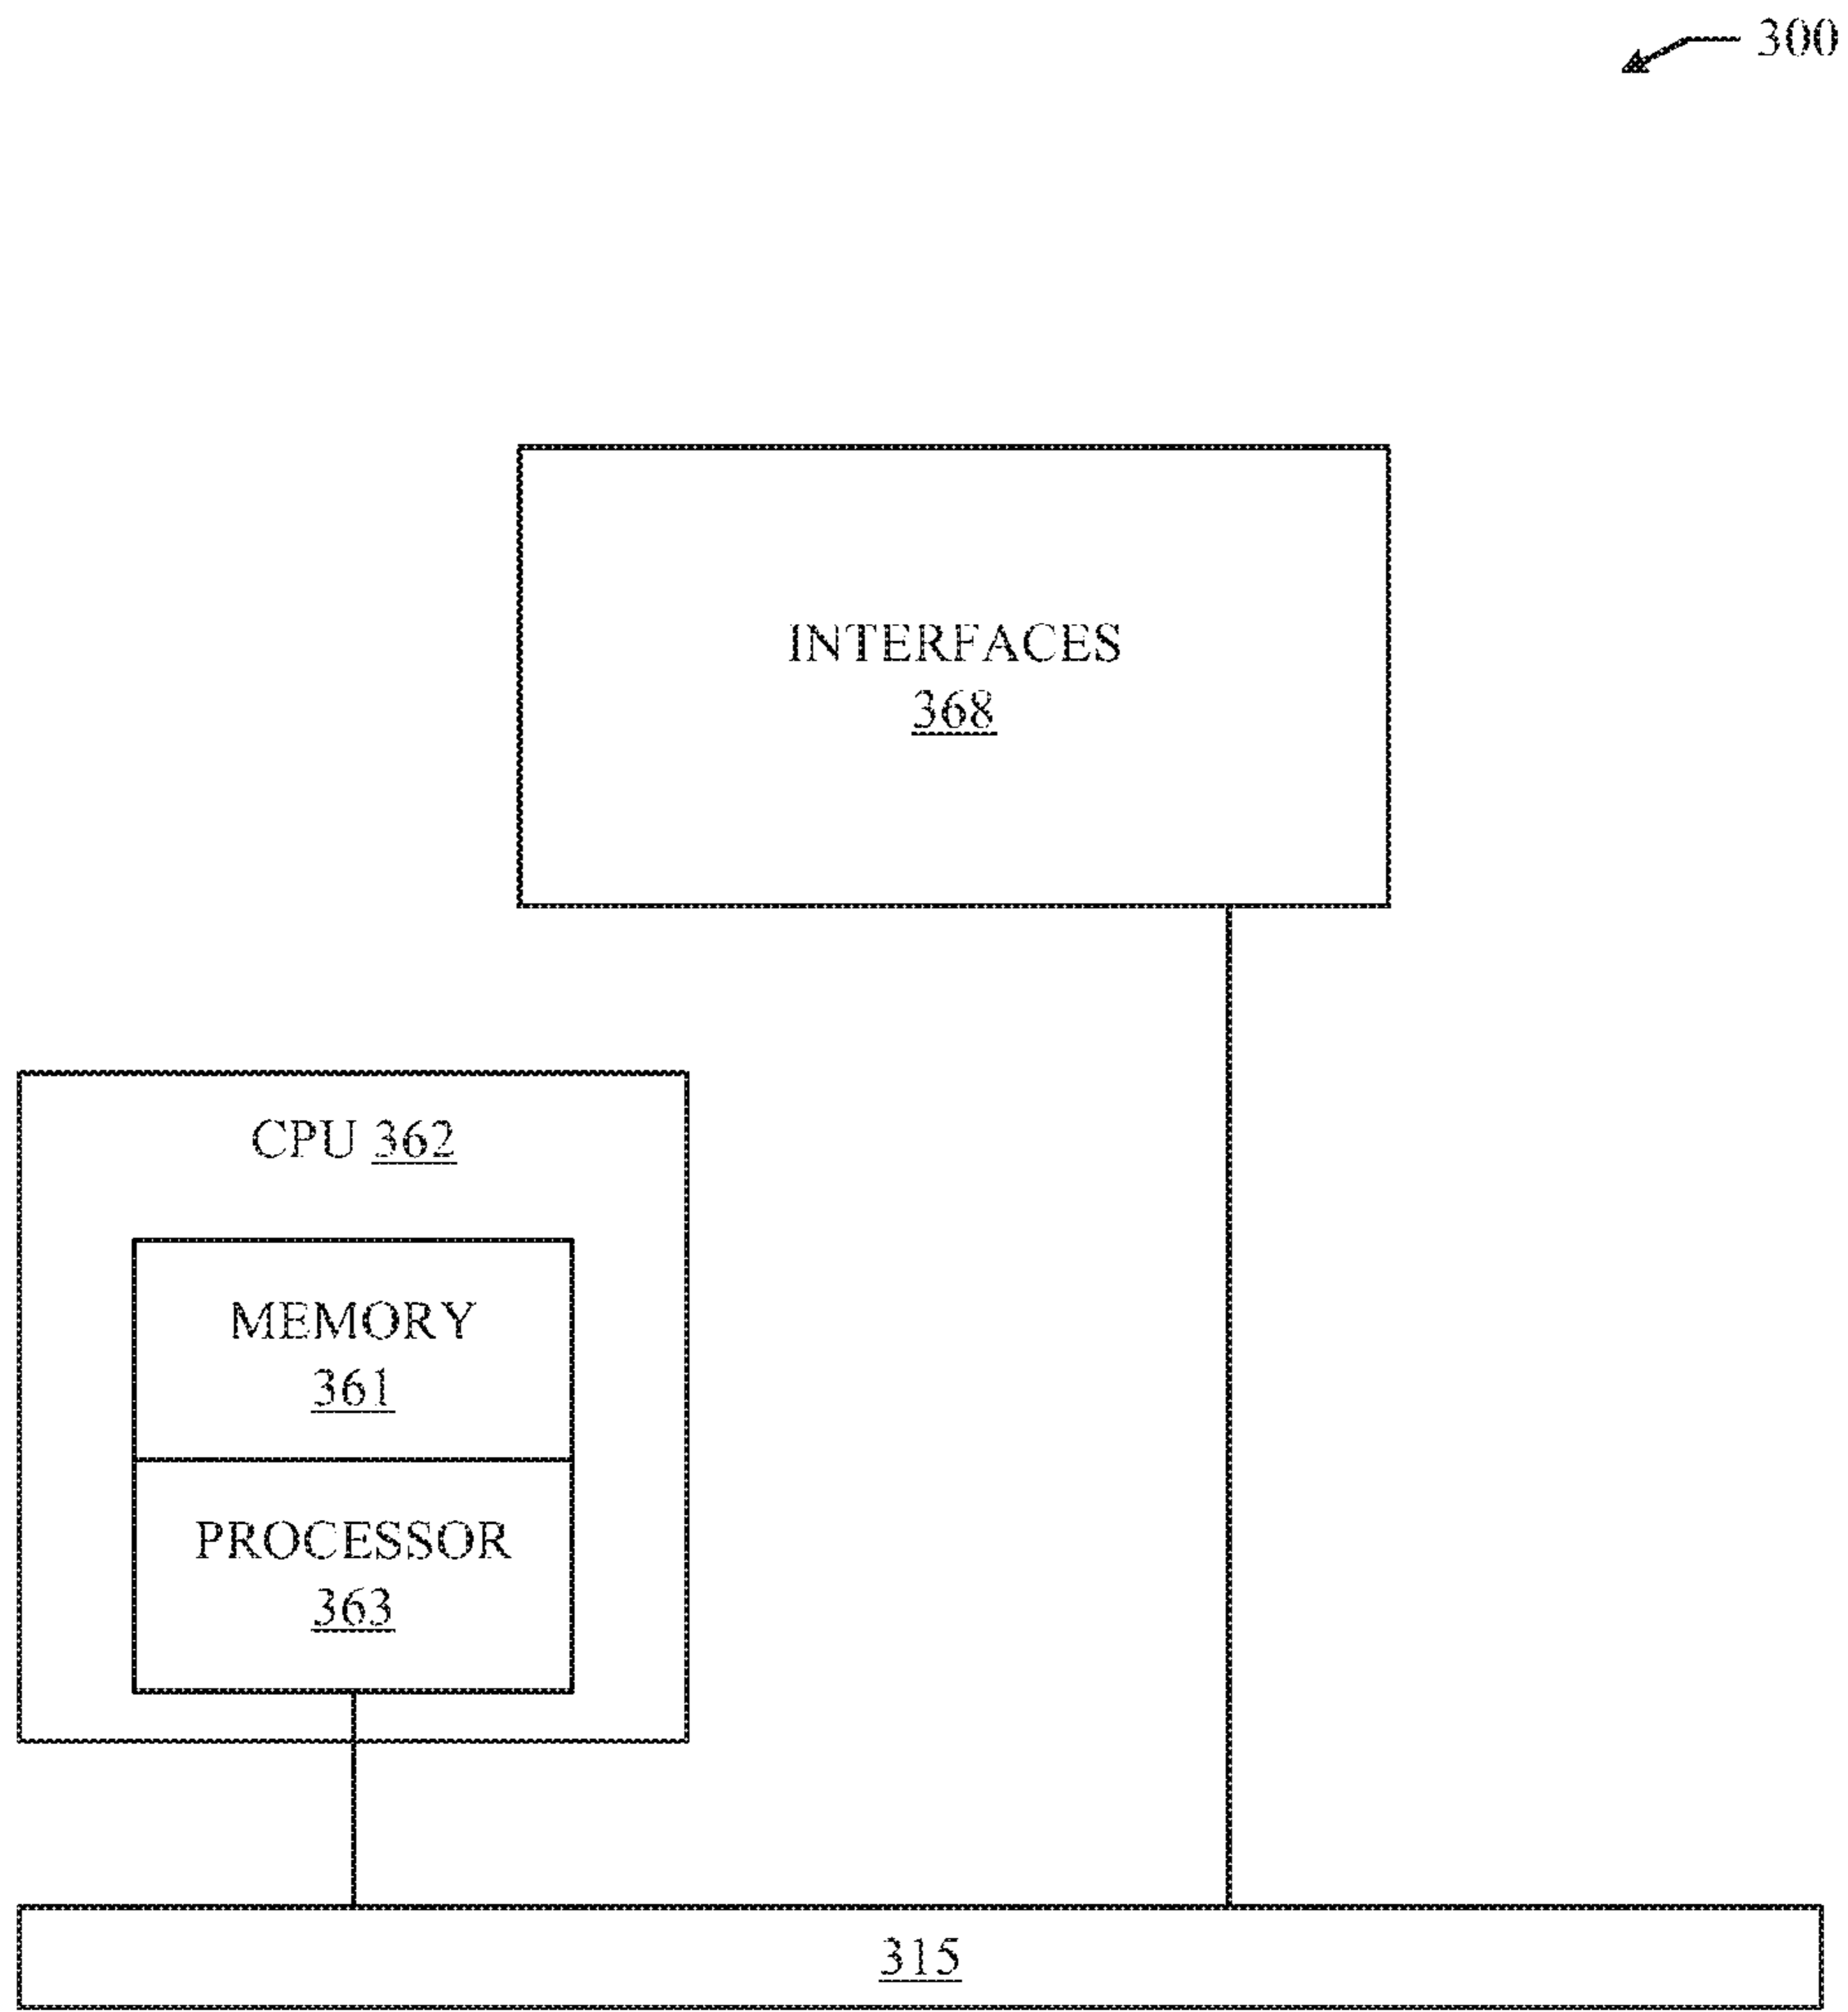 300
INTERFACES
368
CPU 362
MEMORY
361
PROCESSOR
363
315